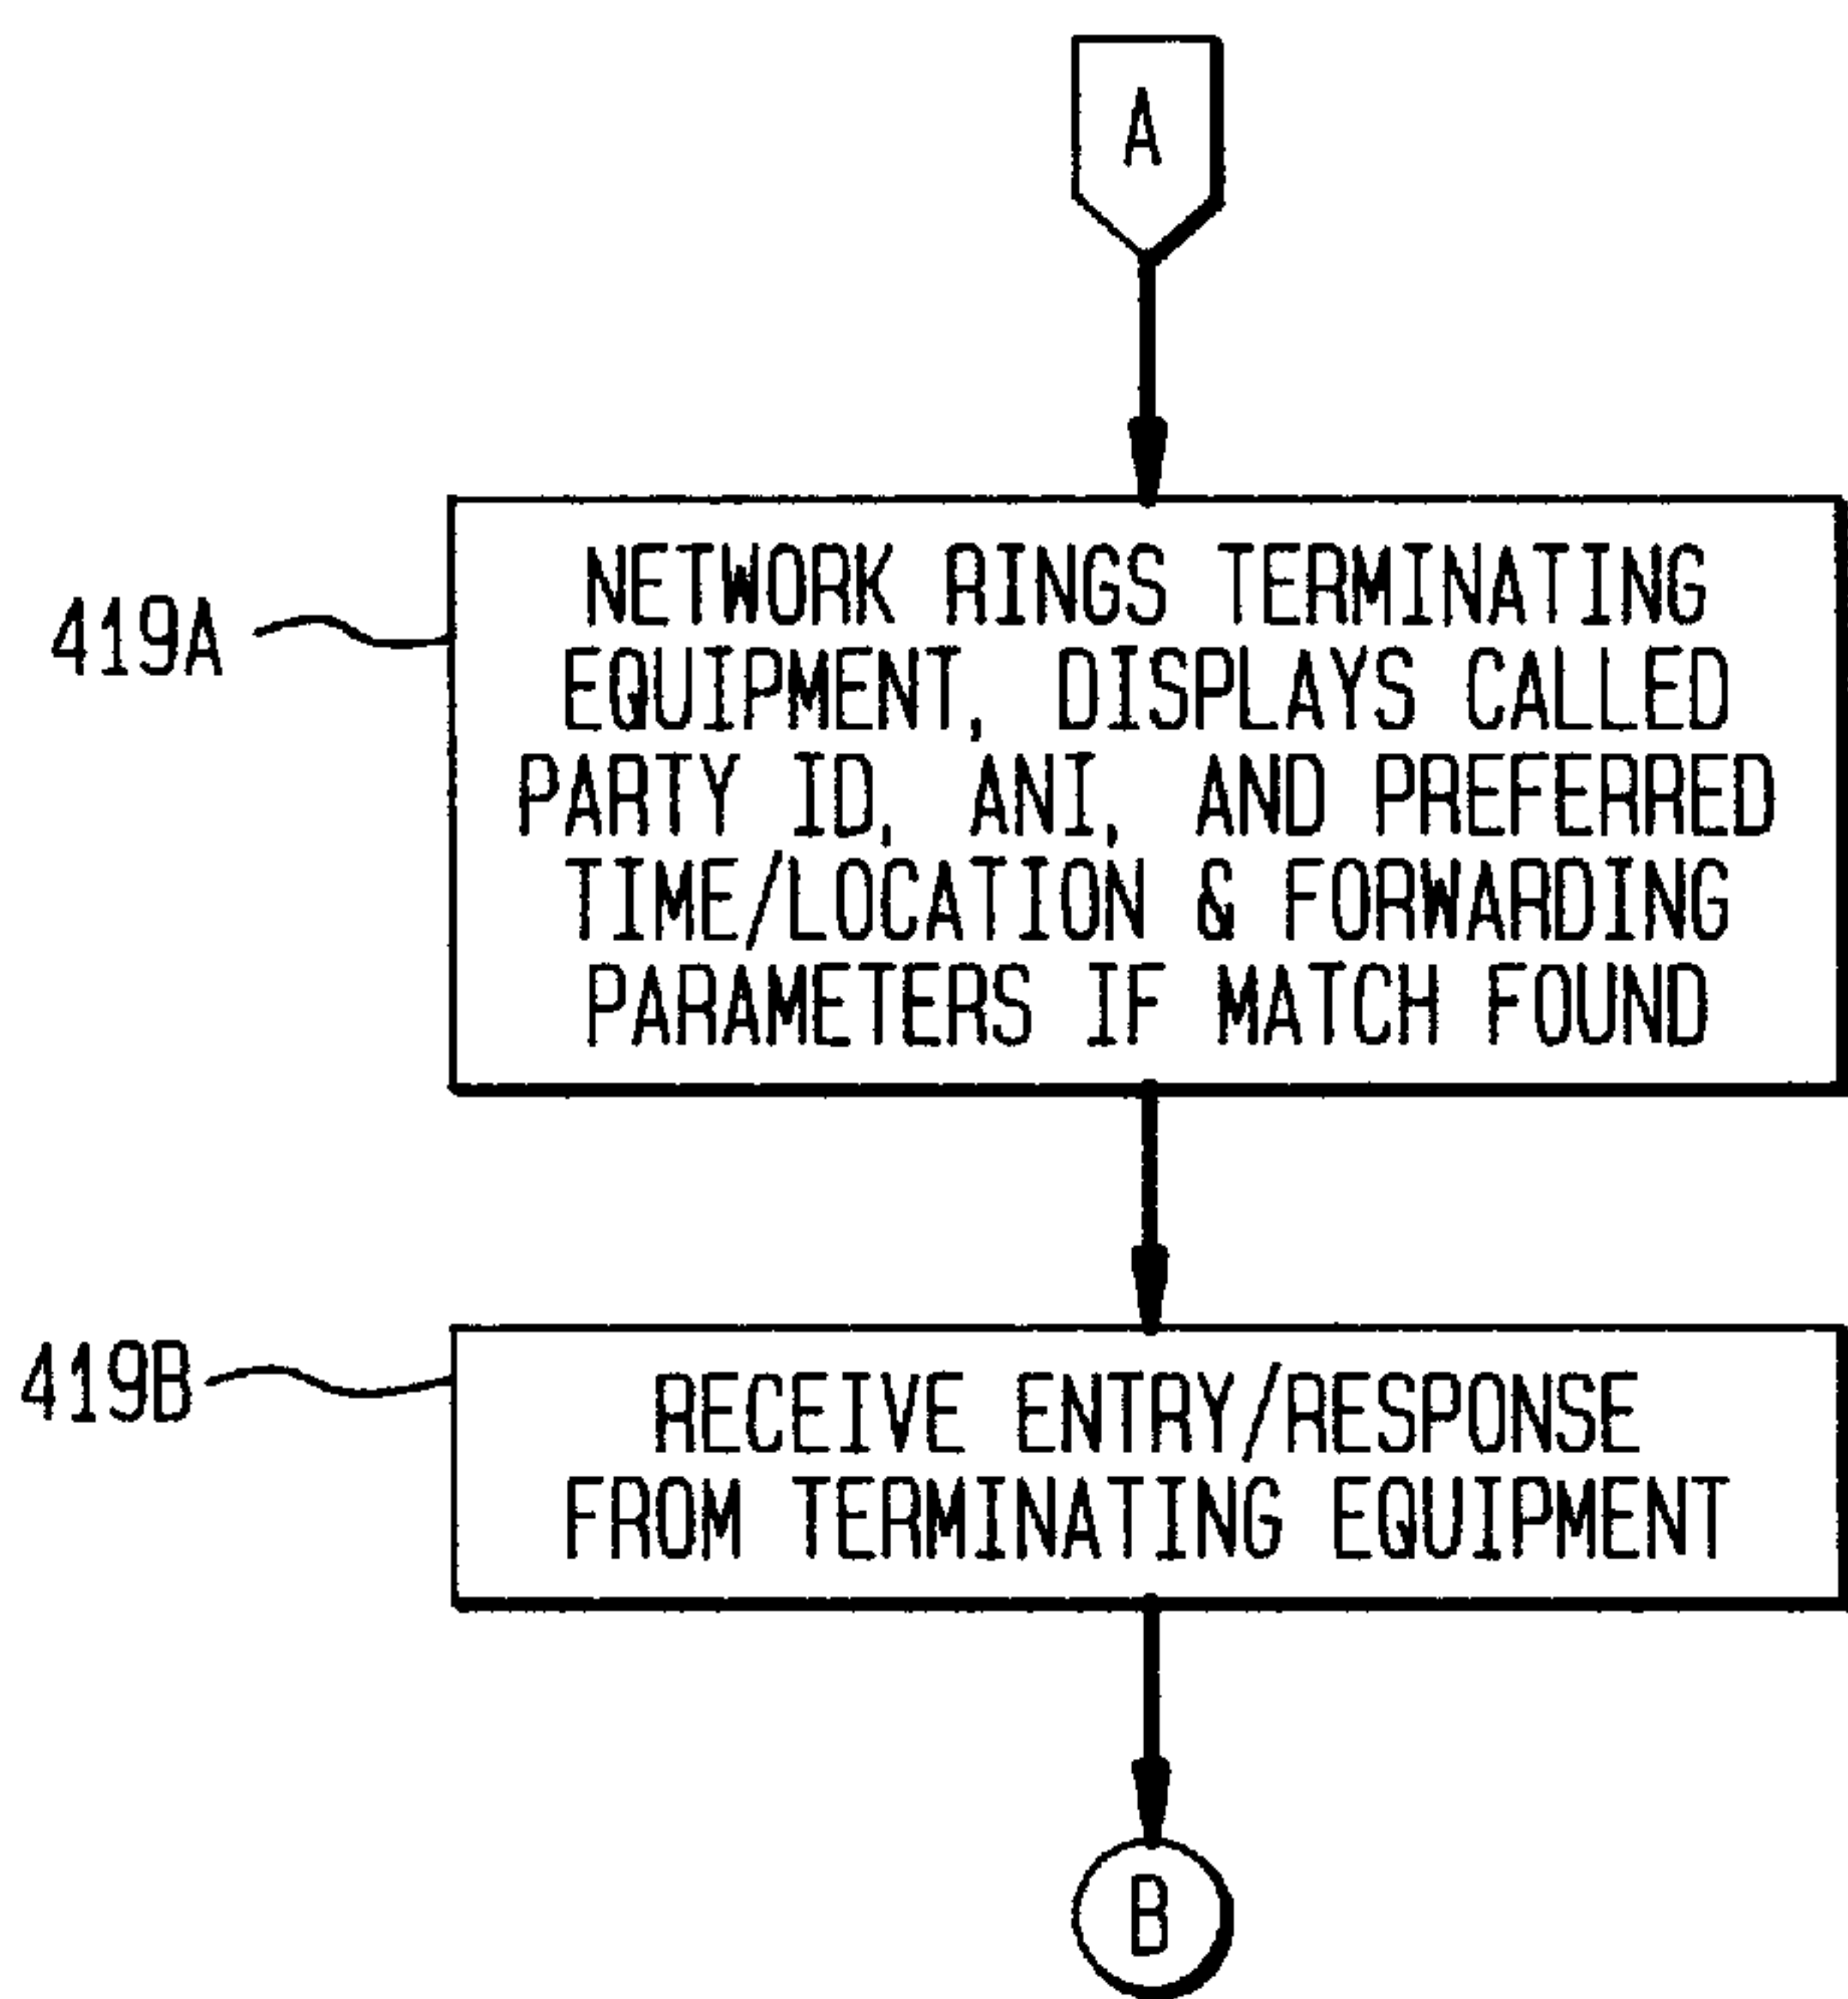 A
419A
NETWORK RINGS TERMINATING
EQUIPMENT, DISPLAYS CALLED
PARTY ID, ANI, AND PREFERRED
TIME/LOCATION & FORWARDING
PARAMETERS IF MATCH FOUND
419B
RECEIVE ENTRY/RESPONSE
FROM TERMINATING EQUIPMENT
B